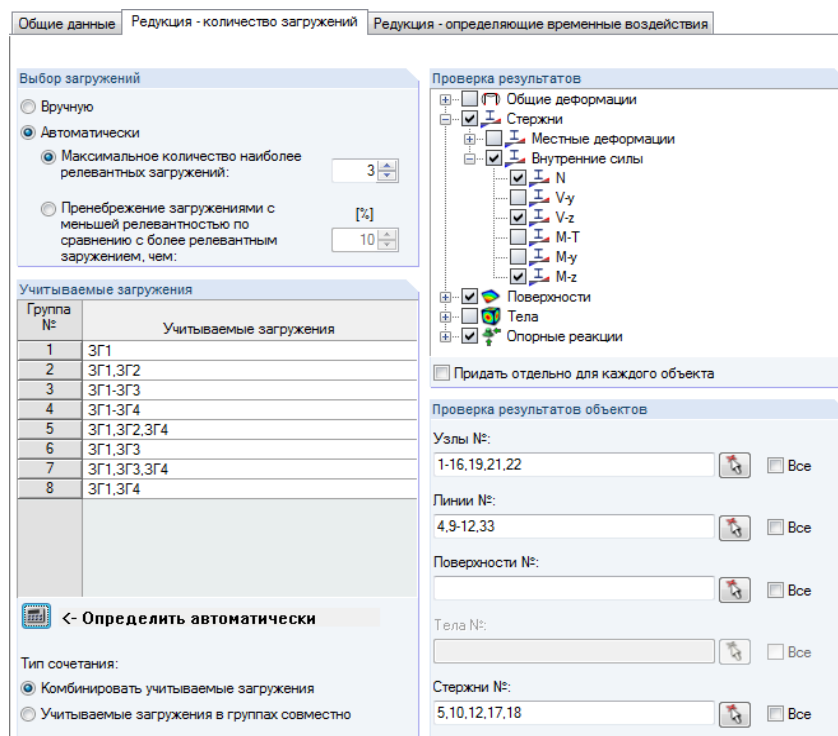 Общие данные
Редукция - количество загружений
Редукция - определяющие временные воздействия
Выбор загружений
Вручную
Автоматически
Максимальное количество наиболее
релевантных загружений:
3
Пренебрежение загружениями с
меньшей релевантностью по
сравнению с более релевантным
заружением, чем:
[%]
10
Учитываемые загружения
Группа
№
Учитываемые загружения
1 ЗГ1
2 ЗГ1,ЗГ2
3 ЗГ1-ЗГ3
4 ЗГ1-ЗГ4
5 ЗГ1,ЗГ2,ЗГ4
6 ЗГ1,ЗГ3
7 ЗГ1,ЗГ3,ЗГ4
8 ЗГ1,ЗГ4
<- Определить автоматически
Тип сочетания:
Комбинировать учитываемые загружения
Учитываемые загружения в группах совместно
Проверка результатов
Общие деформации
Стержни
Местные деформации
Внутренние силы
N
V-y
V-z
M-T
M-y
M-z
Поверхности
Тела
Опорные реакции
Придать отдельно для каждого объекта
Проверка результатов объектов
Узлы №:
1-16,19,21,22 Все
Линии №:
4,9-12,33 Все
Поверхности №:
Все
Тела №:
Все
Стержни №:
5,10,12,17,18 Все